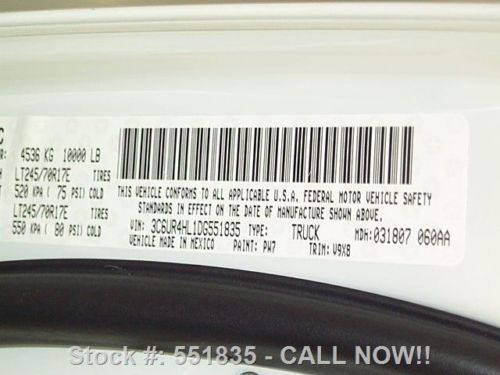 C
R: 4536 KG 10000 LB
LT245/70R17E TIRES
520 KPA ( 75 PSI) COLD
LT245/70R17E TIRES
550 KPA ( 80 PSI) COLD
THIS VEHICLE CONFORMS TO ALL APPLICABLE U.S.A. FEDERAL MOTOR VEHICLE SAFETY
STANDARDS IN EFFECT ON THE DATE OF MANUFACTURE SHOWN ABOVE
VIN: 3C6UR4HL1DG551835 TYPE: TRUCK MDH: 031807 060AA
VEHICLE MADE IN MEXICO PAINT: PW7 TRIM: V9X8
Stock #: 551835 - CALL NOW!!